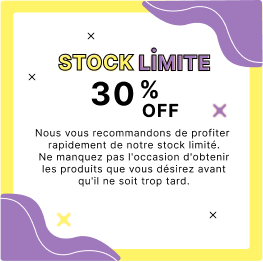 STOCK LIMITE
30 % OFF
Nous vous recommandons de profiter
rapidement de notre stock limité.
Ne manquez pas l'occasion d'obtenir
les produits que vous désirez avant
qu'il ne soit trop tard.